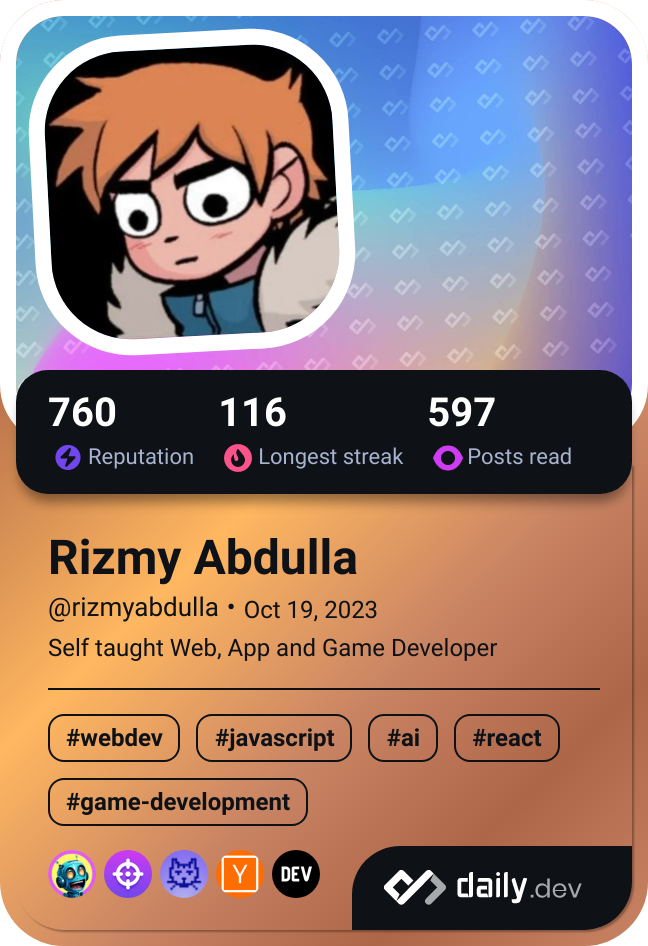 760 116 597
Reputation Longest streak Posts read
Rizmy Abdulla
@rizmyabdulla • Oct 19, 2023
Self taught Web, App and Game Developer
#webdev #javascript #ai #react
#game-development
Y DEV
daily.dev